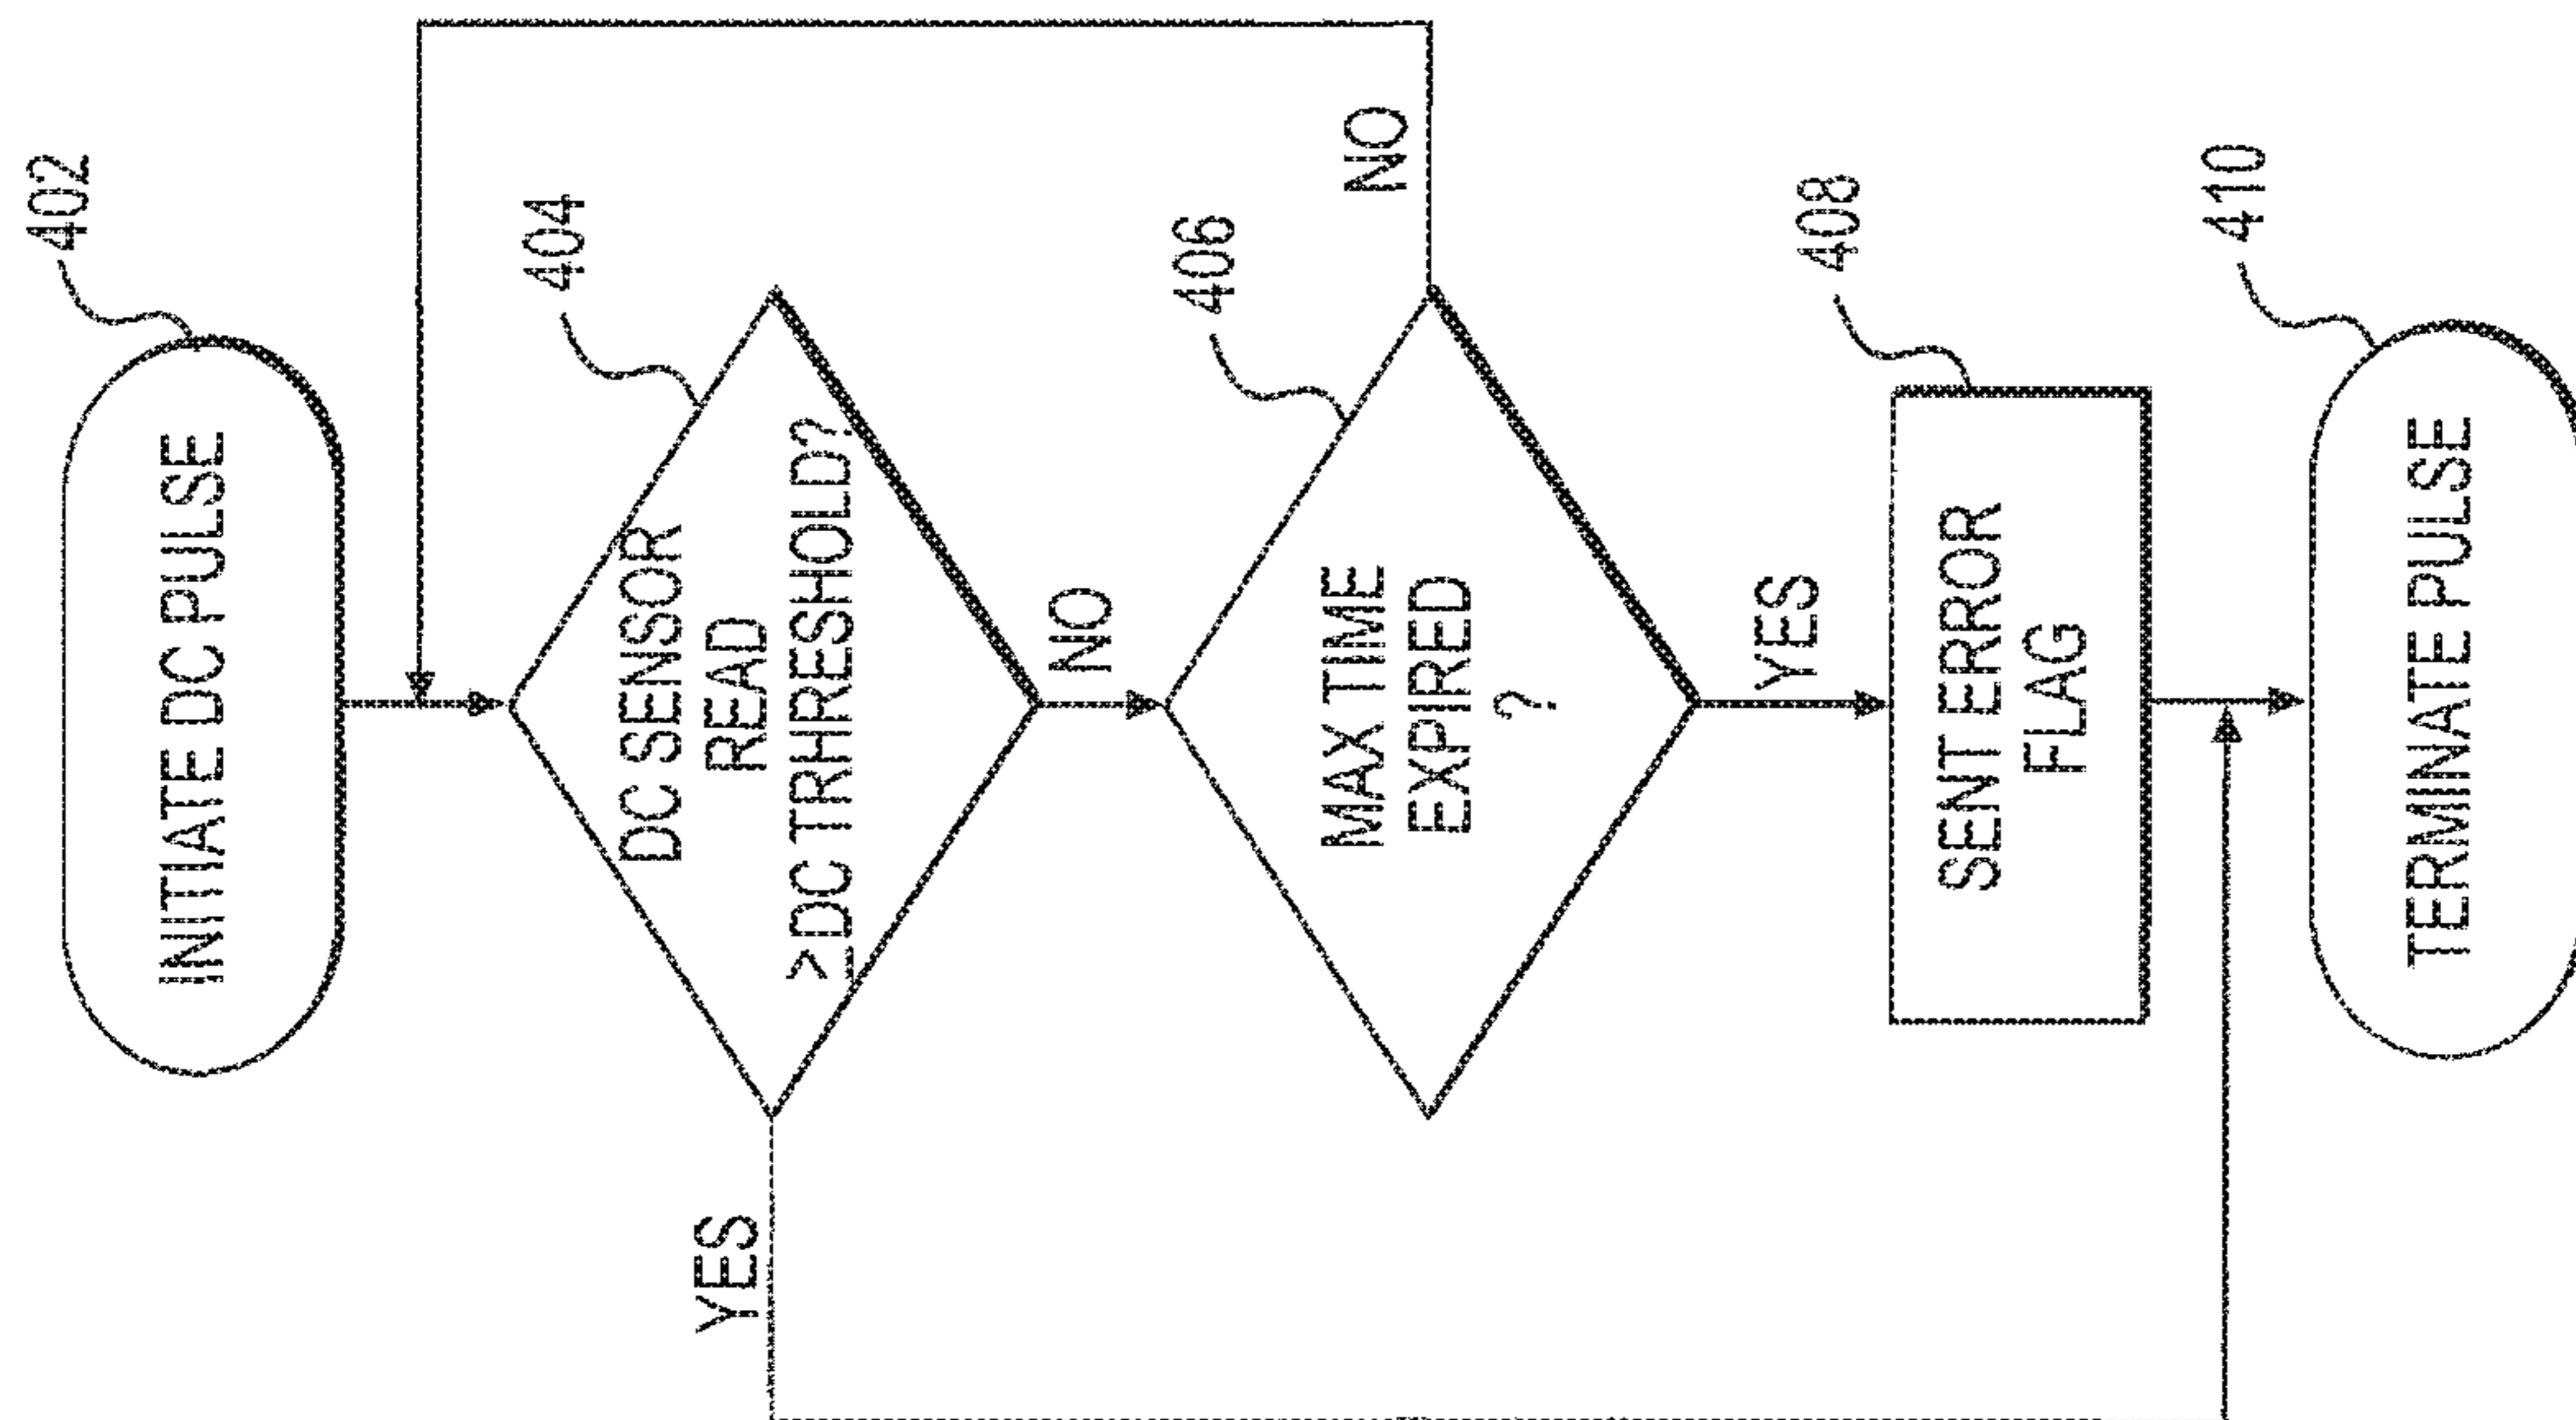 402
INITIATE DC PULSE
404
DC SENSOR
READ
≥DC TRHRESHOLD?
YES
NO
406
MAX TIME
EXPIRED
?
NO
YES
408
SENT ERROR
FLAG
410
TERMINATE PULSE